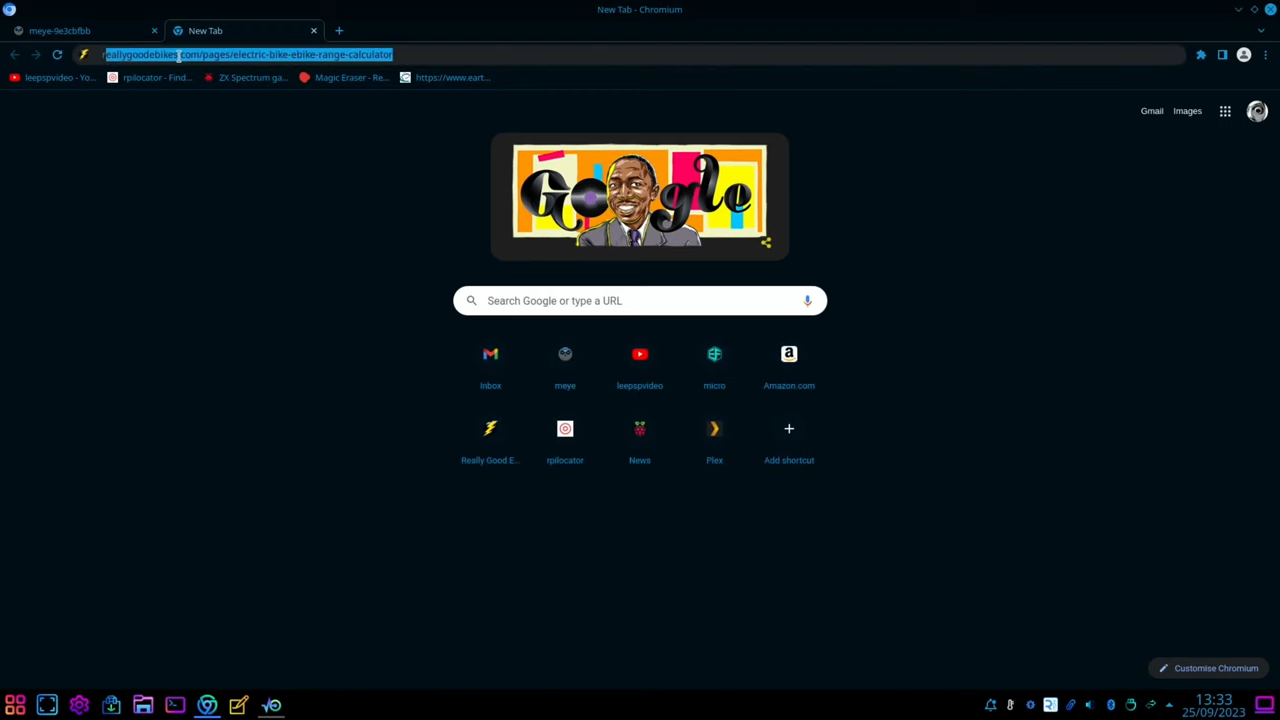 New Tab - Chromium
meye-9e3cbfbb
New Tab
reallygoodebikes.com/pages/electric-bike-ebike-range-calculator
leepspvideo - Yo...
rpilocator - Find...
ZX Spectrum ga...
Magic Eraser - Re...
https://www.eart...
Gmail
Images
Google
Search Google or type a URL
Inbox
meye
leepspvideo
micro
Amazon.com
Really Good E...
rpilocator
News
Plex
Add shortcut
Customise Chromium
13:33
25/09/2023